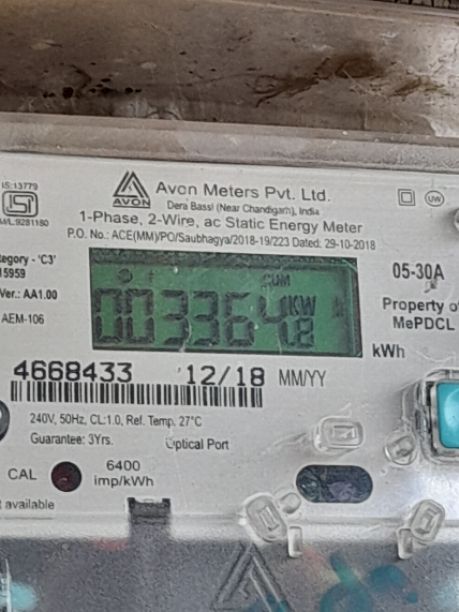 IS:13779
Avon Meters Pvt. Ltd.
AVON
Dera Bassi (Near Chandigarh), India
UW
1-Phase, 2-Wire, ac Static Energy Meter
P.O. No.: ACE(MM)/PO/Saubhagya/2018-19/223 Dated: 29-10-2018
tegory - 'C3'
15959
Ver.: AA1.00
AEM-106
CUM
003364
KW
05-30A
Property of
MePDCL
kWh
4668433 12/18 MM/YY
240V, 50Hz, CL:1.0, Ref. Temp. 27°C
Guarantee: 3Yrs.
Optical Port
CAL
6400
imp/kWh
t available
AVON